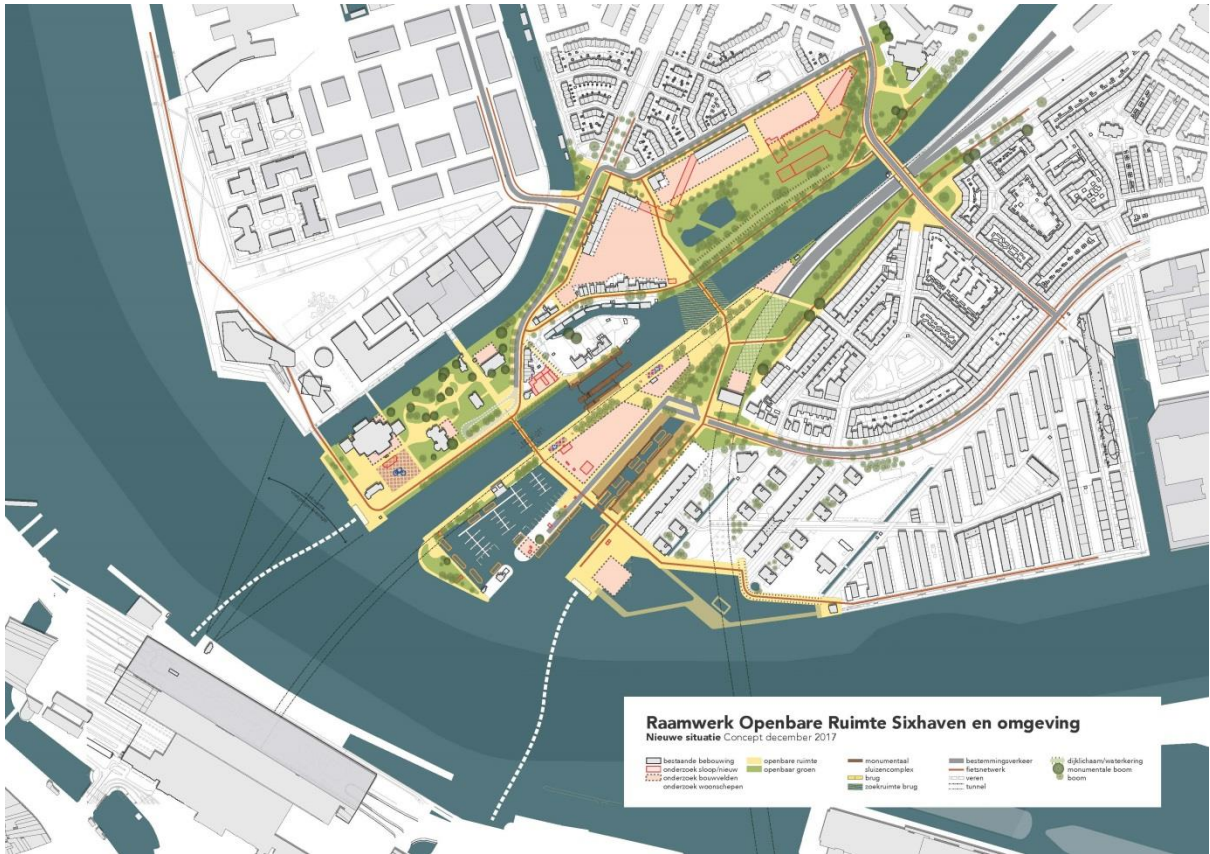 Raamwerk Openbare Ruimte Sixhaven en omgeving
Nieuwe situatie Concept december 2017
bestaande bebouwing
onderzoek sloop/nieuw
onderzoek bouwvelden
onderzoek woonschepen
openbare ruimte
openbaar groen
monumentaal
sluizencomplex
brug
zoekruimte brug
bestemmingsverkeer
fietsnetwerk
veren
tunnel
dijklichaam/waterkering
monumentale boom
boom